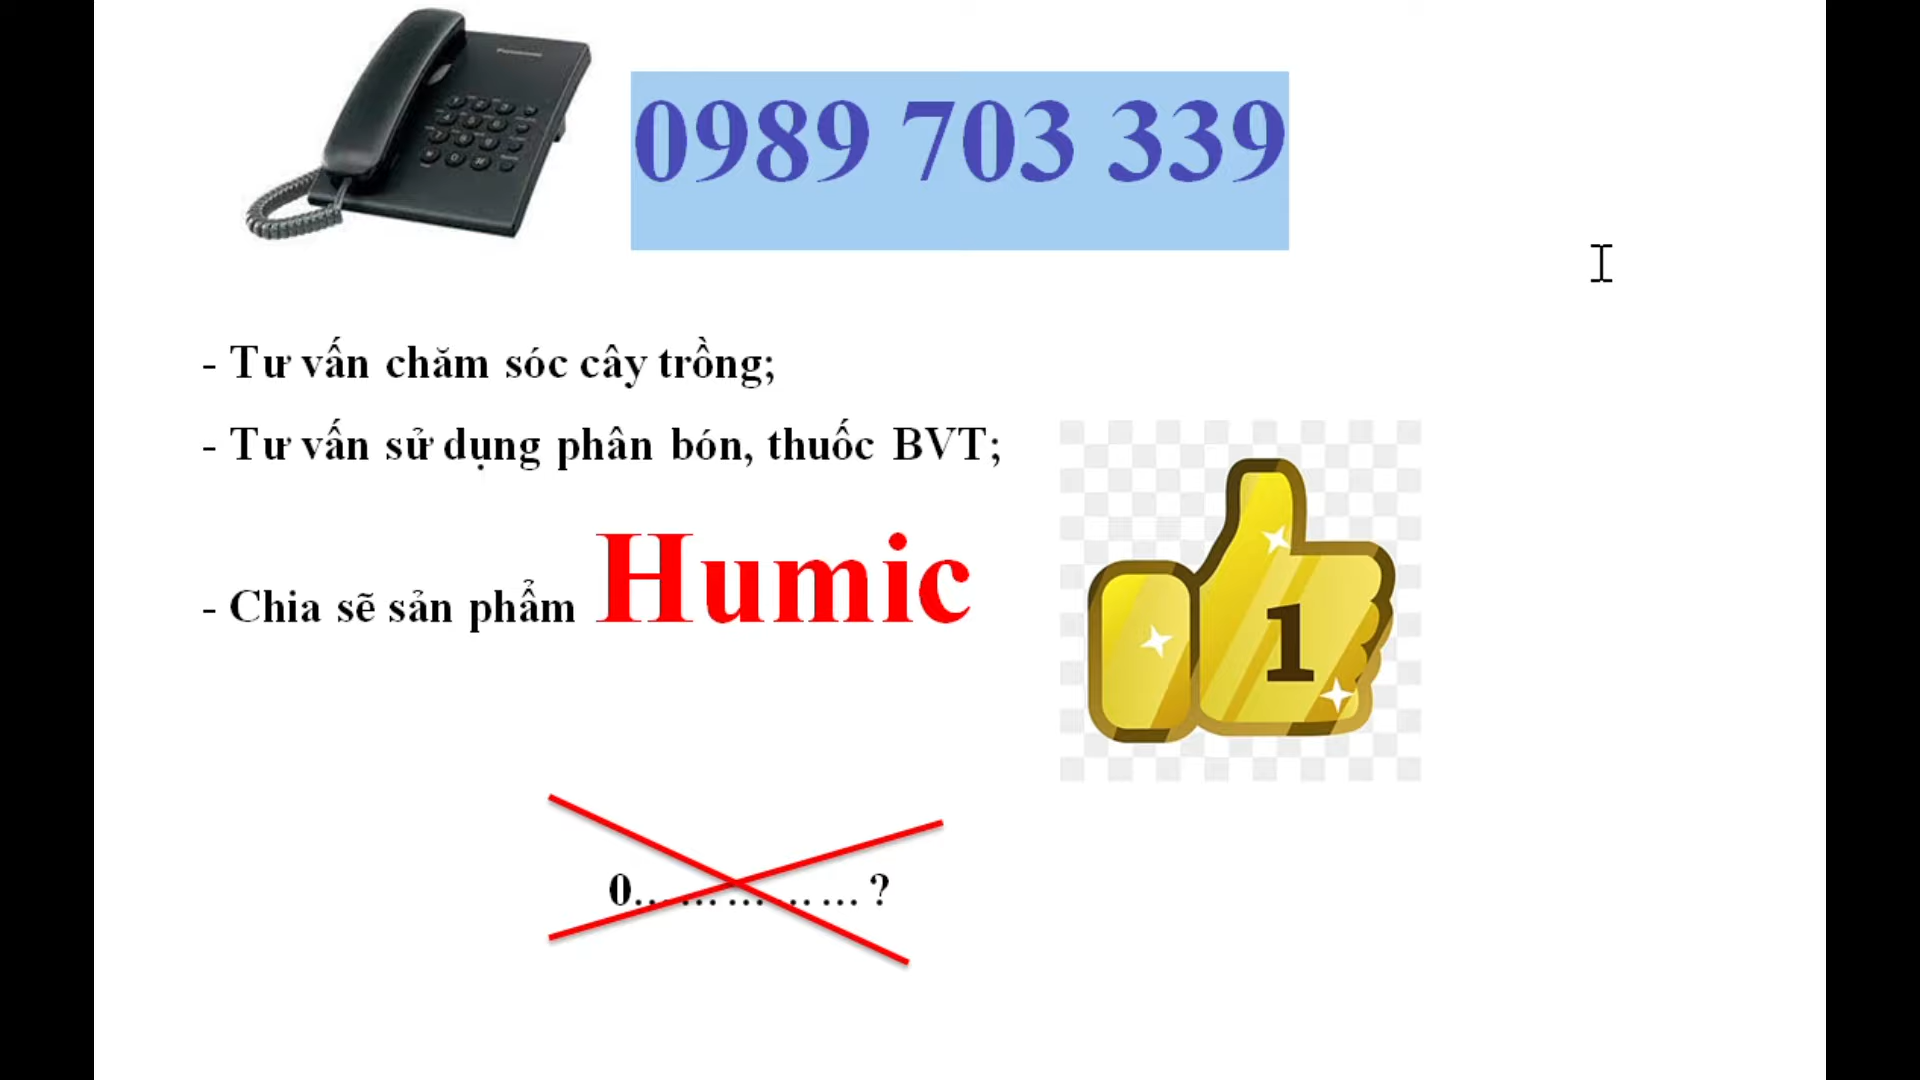 0989 703 339
- Tư vấn chăm sóc cây trồng;
- Tư vấn sử dụng phân bón, thuốc BVT;
- Chia sẽ sản phẩm Humic
1
0... ... ... ... ... ?